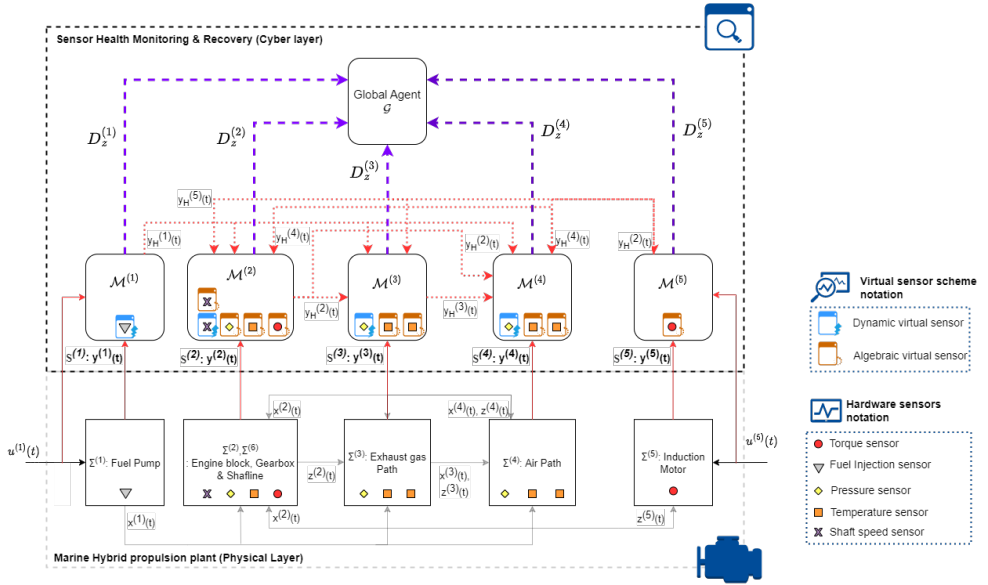 Sensor Health Monitoring & Recovery (Cyber layer)
Global Agent
𝒢
D_z^(1)
D_z^(2)
D_z^(3)
D_z^(4)
D_z^(5)
y_H^(5)(t)
y_H^(1)(t)
y_H^(4)(t)
y_H^(2)(t)
y_H^(4)(t)
y_H^(2)(t)
ℳ^(1)
ℳ^(2)
ℳ^(3)
ℳ^(4)
ℳ^(5)
y_H^(2)(t)
y_H^(3)(t)
S^(1): y^(1)(t)
S^(2): y^(2)(t)
S^(3): y^(3)(t)
S^(4): y^(4)(t)
S^(5): y^(5)(t)
Virtual sensor scheme
notation
Dynamic virtual sensor
Algebraic virtual sensor
x^(2)(t)
x^(4)(t), z^(4)(t)
u^(1)(t)
Σ^(1): Fuel Pump
Σ^(2),Σ^(6)
: Engine block, Gearbox
& Shafline
z^(2)(t)
Σ^(3): Exhaust gas
Path
x^(3)(t),
z^(3)(t)
Σ^(4): Air Path
Σ^(5): Induction
Motor
u^(5)(t)
x^(1)(t)
x^(2)(t)
z^(5)(t)
Marine Hybrid propulsion plant (Physical Layer)
Hardware sensors
notation
Torque sensor
Fuel Injection sensor
Pressure sensor
Temperature sensor
Shaft speed sensor